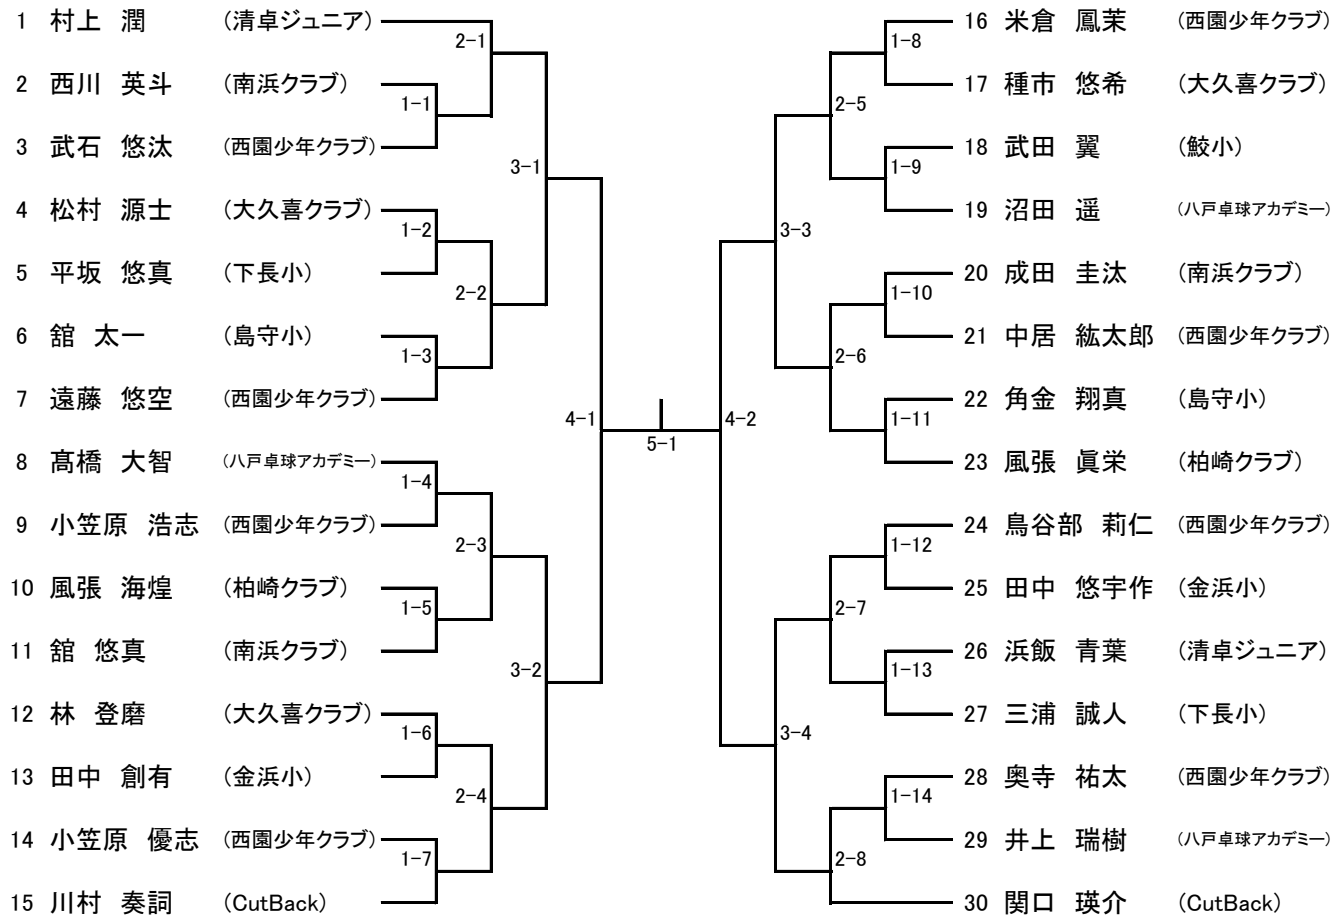 1 村上 潤 (清卓ジュニア)
2 西川 英斗 (南浜クラブ)
3 武石 悠汰 (西園少年クラブ)
4 松村 源士 (大久喜クラブ)
5 平坂 悠真 (下長小)
6 舘 太一 (島守小)
7 遠藤 悠空 (西園少年クラブ)
8 髙橋 大智 (八戸卓球アカデミー)
9 小笠原 浩志 (西園少年クラブ)
10 風張 海煌 (柏崎クラブ)
11 舘 悠真 (南浜クラブ)
12 林 登磨 (大久喜クラブ)
13 田中 創有 (金浜小)
14 小笠原 優志 (西園少年クラブ)
15 川村 奏詞 (CutBack)
1-1
1-2
1-3
1-4
1-5
1-6
1-7
2-1
2-2
2-3
2-4
3-1
3-2
4-1
5-1
4-2
3-3
3-4
2-5
2-6
2-7
2-8
1-8
1-9
1-10
1-11
1-12
1-13
1-14
16 米倉 鳳茉 (西園少年クラブ)
17 種市 悠希 (大久喜クラブ)
18 武田 翼 (鮫小)
19 沼田 遥 (八戸卓球アカデミー)
20 成田 圭汰 (南浜クラブ)
21 中居 紘太郎 (西園少年クラブ)
22 角金 翔真 (島守小)
23 風張 眞栄 (柏崎クラブ)
24 鳥谷部 莉仁 (西園少年クラブ)
25 田中 悠宇作 (金浜小)
26 浜飯 青葉 (清卓ジュニア)
27 三浦 誠人 (下長小)
28 奥寺 祐太 (西園少年クラブ)
29 井上 瑞樹 (八戸卓球アカデミー)
30 関口 瑛介 (CutBack)